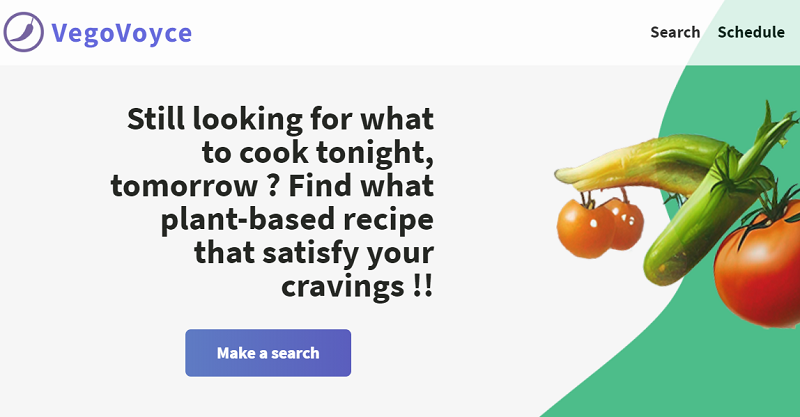 VegoVoyce
Search Schedule
Still looking for what
to cook tonight,
tomorrow ? Find what
plant-based recipe
that satisfy your
cravings !!
Make a search